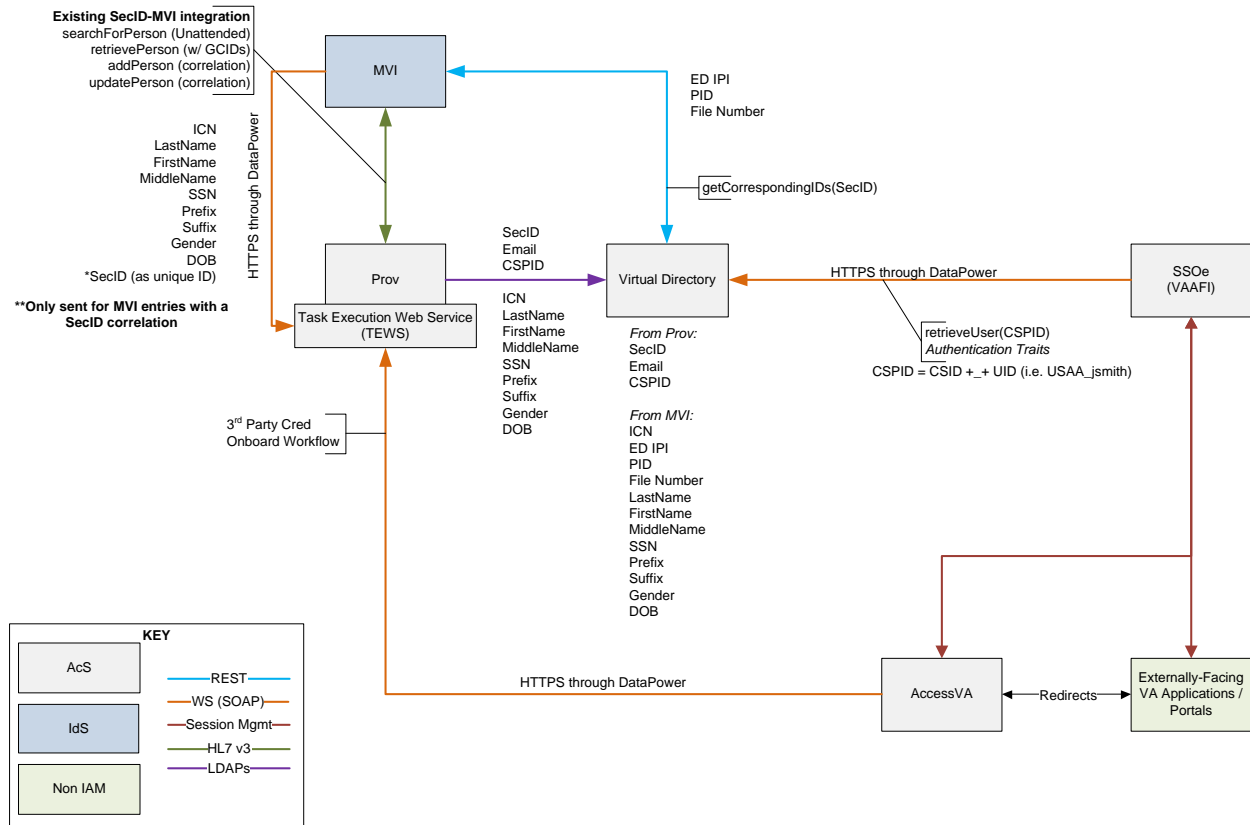 Existing SecID-MVI integration
searchForPerson (Unattended)
retrievePerson (w/ GCIDs)
addPerson (correlation)
updatePerson (correlation)
MVI
ED IPI
PID
File Number
ICN
LastName
FirstName
MiddleName
SSN
Prefix
Suffix
Gender
DOB
*SecID (as unique ID)
**Only sent for MVI entries with a
SecID correlation
HTTPS through DataPower
getCorrespondingIDs(SecID)
Prov
Task Execution Web Service
(TEWS)
SecID
Email
CSPID
ICN
LastName
FirstName
MiddleName
SSN
Prefix
Suffix
Gender
DOB
Virtual Directory
From Prov:
SecID
Email
CSPID
From MVI:
ICN
ED IPI
PID
File Number
LastName
FirstName
MiddleName
SSN
Prefix
Suffix
Gender
DOB
HTTPS through DataPower
SSOe
(VAAFI)
retrieveUser(CSPID)
Authentication Traits
CSPID = CSID +_+ UID (i.e. USAA_jsmith)
3rd Party Cred
Onboard Workflow
HTTPS through DataPower
AccessVA
Redirects
Externally-Facing
VA Applications /
Portals
KEY
AcS
IdS
Non IAM
REST
WS (SOAP)
Session Mgmt
HL7 v3
LDAPs